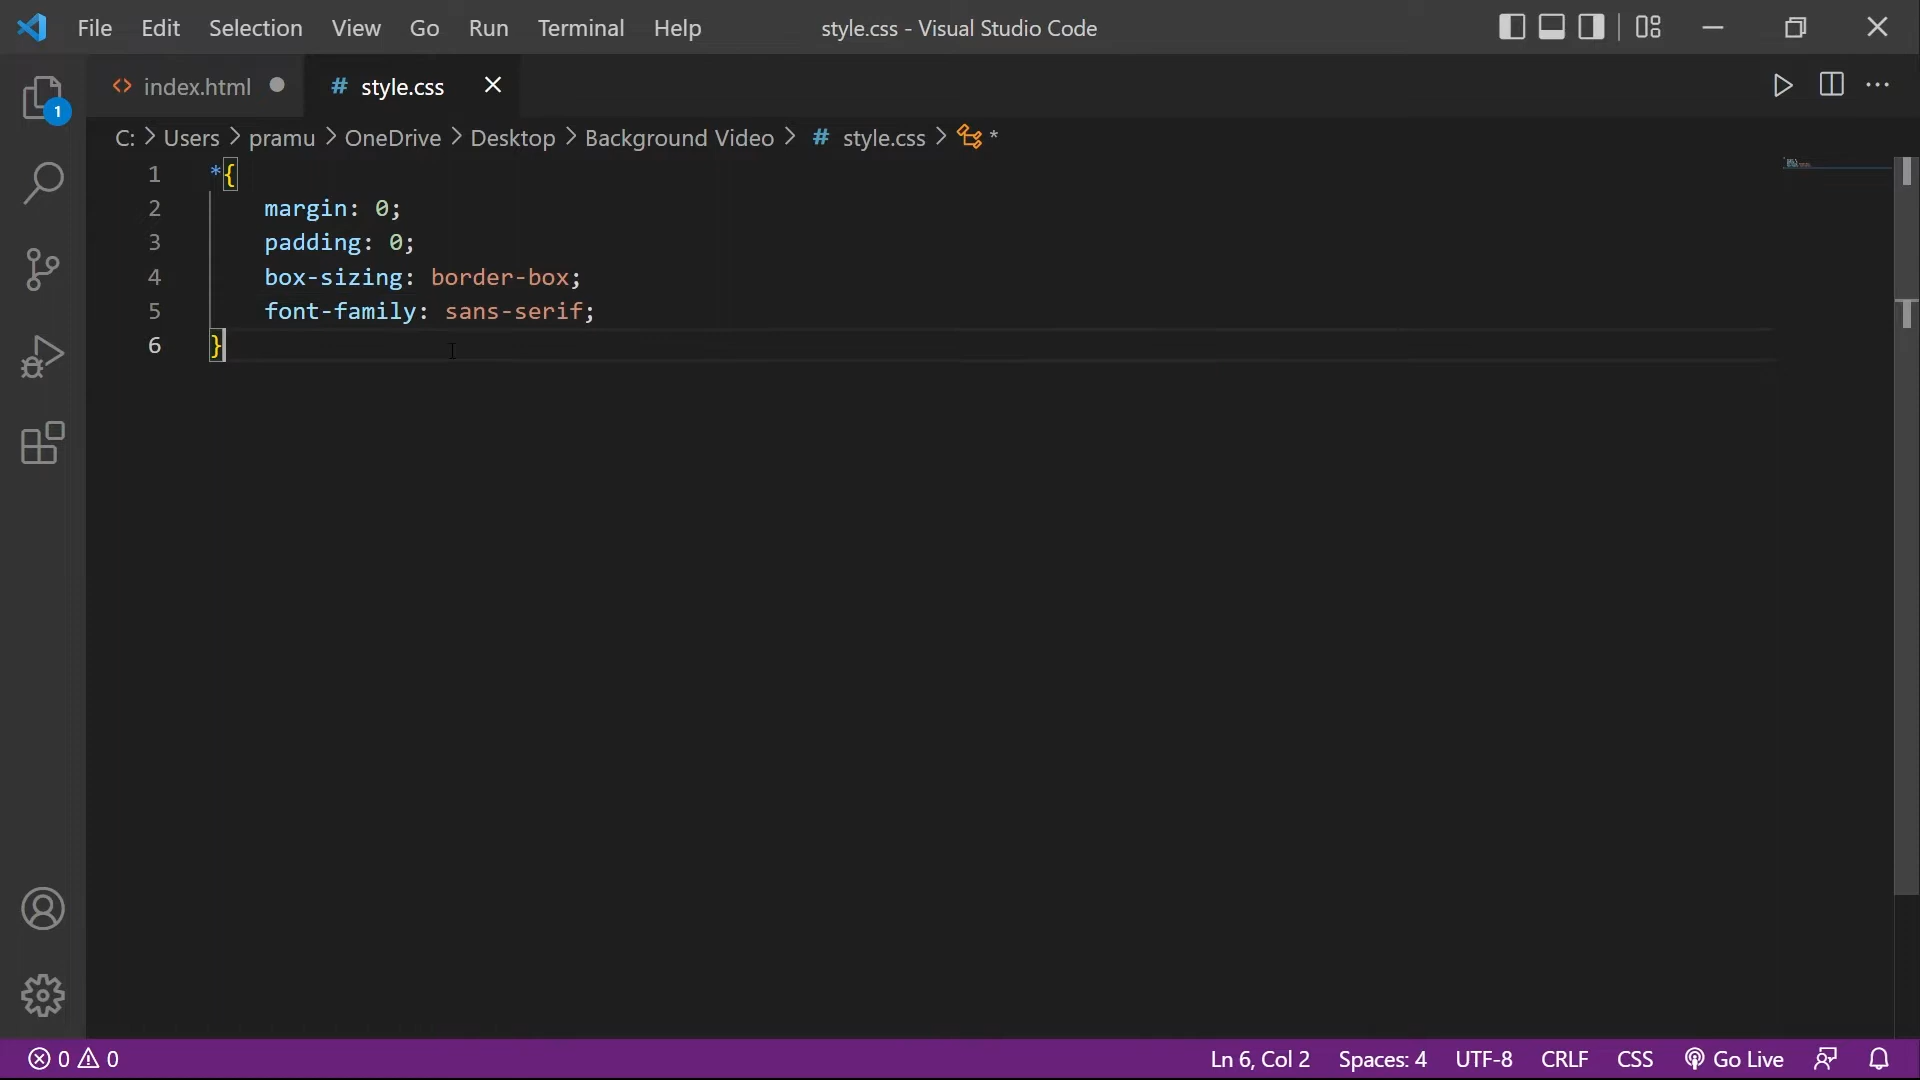 File Edit Selection View Go Run Terminal Help style.css - Visual Studio Code
index.html # style.css
1
C: > Users > pramu > OneDrive > Desktop > Background Video > # style.css > *
1 *{
2 margin: 0;
3 padding: 0;
4 box-sizing: border-box;
5 font-family: sans-serif;
6 }
0 0 Ln 6, Col 2 Spaces: 4 UTF-8 CRLF CSS Go Live